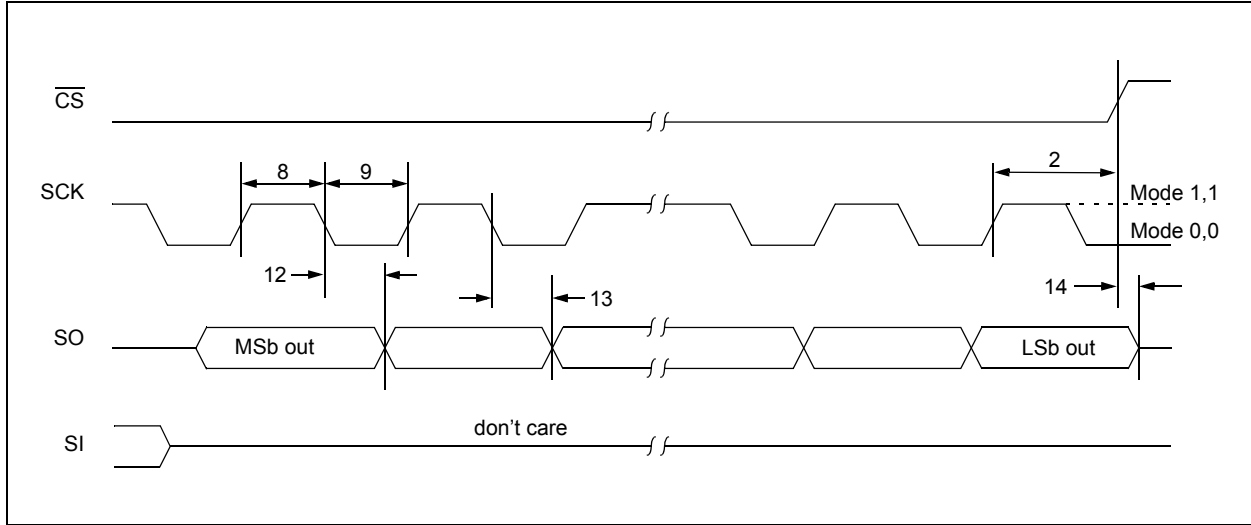 CS
2
8
9
SCK
Mode 1,1
Mode 0,0
12
13
14
SO
MSb out
LSb out
don't care
SI